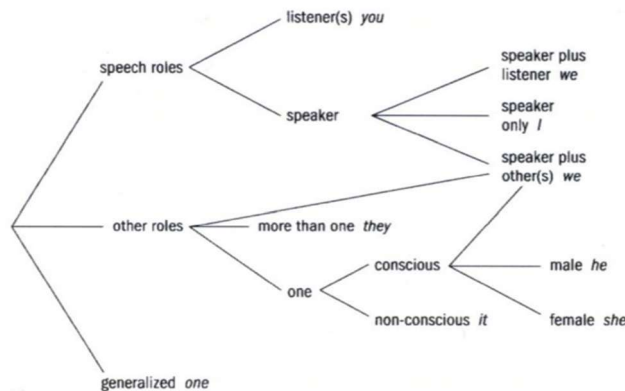 listener(s) you
speech roles
speaker plus
listener we
speaker
speaker
only I
speaker plus
other(s) we
other roles
more than one they
conscious
one
male he
non-conscious it
female she
generalized one